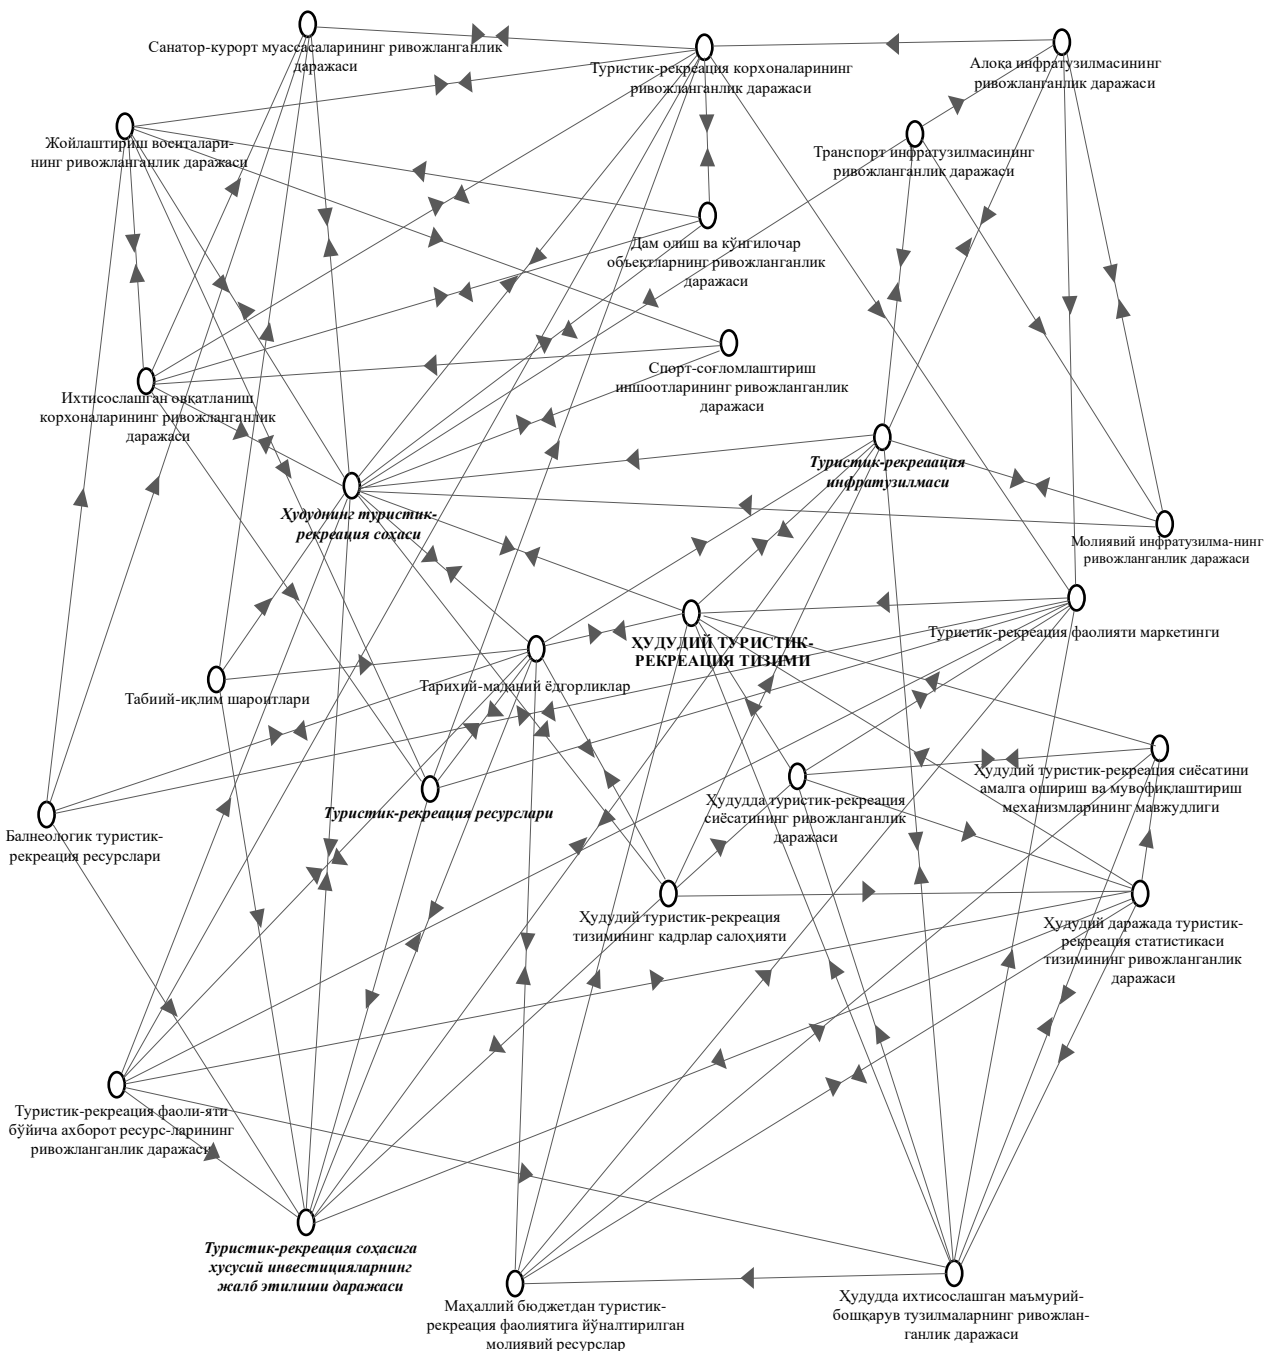 Санатор-курорт муассасаларининг ривожланганлик
даражаси
Туристик-рекреация корхоналарининг
ривожланганлик даражаси
Алоқа инфратузилмасининг
ривожланганлик даражаси
Жойлаштириш воситалари-
нинг ривожланганлик даражаси
Транспорт инфратузилмасининг
ривожланганлик даражаси
Дам олиш ва кўнгилочар
объектларнинг ривожланганлик
даражаси
Спорт-соғломлаштириш
иншоотларининг ривожланганлик
даражаси
Ихтисослашган овқатланиш
корхоналарининг ривожланганлик
даражаси
Туристик-рекреаация
инфратузилмаси
Ҳудуднинг туристик-
рекреация соҳаси
Молиявий инфратузилма-нинг
ривожланганлик даражаси
Туристик-рекреация фаолияти маркетинги
ҲУДУДИЙ ТУРИСТИК-
РЕКРЕАЦИЯ ТИЗИМИ
Тарихий-маданий ёдгорликлар
Табиий-иқлим шароитлари
Ҳудудий туристик-рекреация сиёсатини
амалга ошириш ва мувофиқлаштириш
механизмларининг мавжудлиги
Ҳудудда туристик-рекреация
сиёсатининг ривожланганлик
даражаси
Туристик-рекреация ресурслари
Балнеологик туристик-
рекреация ресурслари
Ҳудудий туристик-рекреация
тизимининг кадрлар салоҳияти
Ҳудудий даражада туристик-
рекреация статистикаси
тизимининг ривожланганлик
даражаси
Туристик-рекреация фаоли-яти
бўйича ахборот ресурс-ларининг
ривожланганлик даражаси
Туристик-рекреация соҳасига
хусусий инвестицияларнинг
жалб этилиши даражаси
Маҳаллий бюджетдан туристик-
рекреация фаолиятига йўналтирилган
молиявий ресурслар
Ҳудудда ихтисослашган маъмурий-
бошқарув тузилмаларнинг ривожлан-
ганлик даражаси